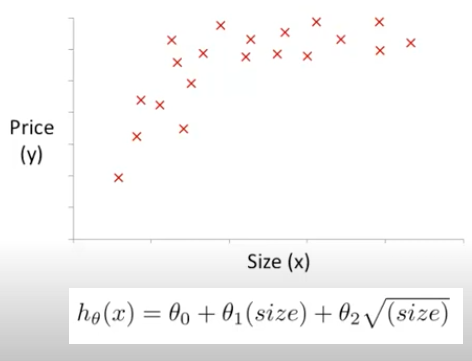 Price
(y)
Size (x)
hθ(x) = θ0 + θ1(size) + θ2√(size)